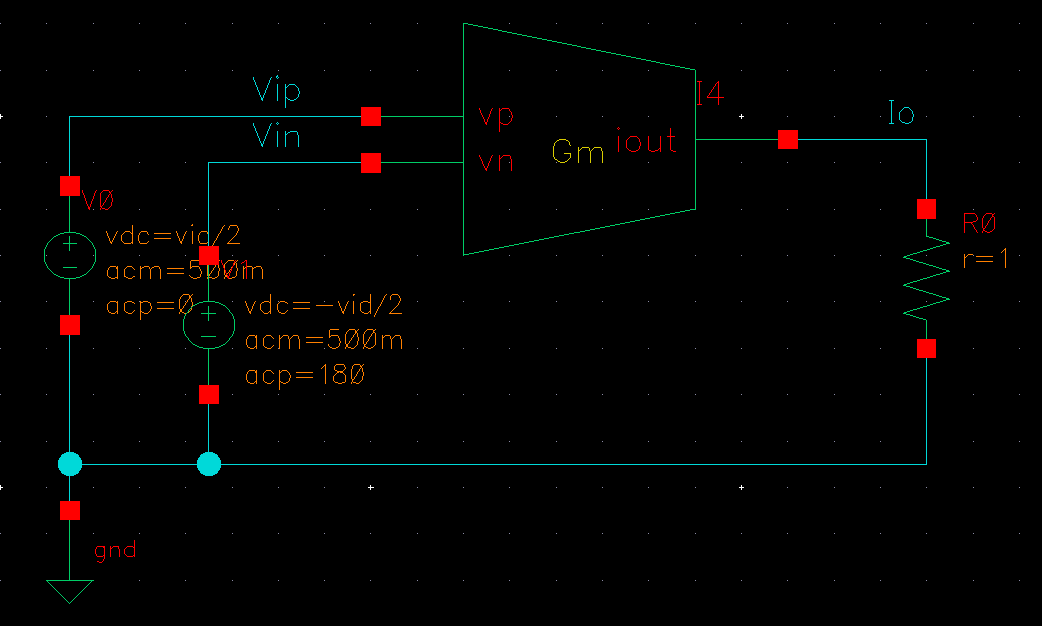 Vip
Vin
vp
vn
Gm
iout
I4
Io
V0
vdc=vid/2
acm=500m
acp=0
V1
vdc=-vid/2
acm=500m
acp=180
R0
r=1
gnd